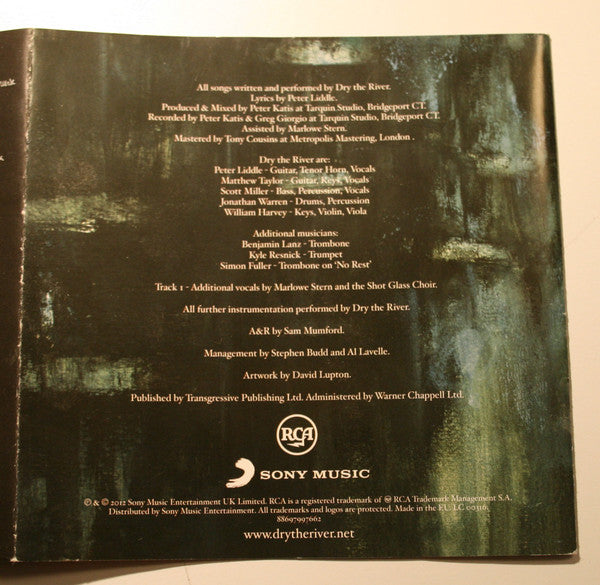 All songs written and performed by Dry the River.
Lyrics by Peter Liddle.
Produced & Mixed by Peter Katis at Tarquin Studio, Bridgeport CT.
Recorded by Peter Katis & Greg Giorgio at Tarquin Studio, Bridgeport CT.
Assisted by Marlowe Stern.
Mastered by Tony Cousins at Metropolis Mastering, London .
Dry the River are:
Peter Liddle - Guitar, Tenor Horn, Vocals
Matthew Taylor - Guitar, Keys, Vocals
Scott Miller - Bass, Percussion, Vocals
Jonathan Warren - Drums, Percussion
William Harvey - Keys, Violin, Viola
Additional musicians:
Benjamin Lanz - Trombone
Kyle Resnick - Trumpet
Simon Fuller - Trombone on 'No Rest'
Track 1 - Additional vocals by Marlowe Stern and the Shot Glass Choir.
All further instrumentation performed by Dry the River.
A&R by Sam Mumford.
Management by Stephen Budd and Al Lavelle.
Artwork by David Lupton.
Published by Transgressive Publishing Ltd. Administered by Warner Chappell Ltd.
RCA
SONY MUSIC
℗ & © 2012 Sony Music Entertainment UK Limited. RCA is a registered trademark of RCA Trademark Management S.A.
Distributed by Sony Music Entertainment. All trademarks and logos are protected. Made in the E.U. LC 00316.
88697997662
www.drytheriver.net